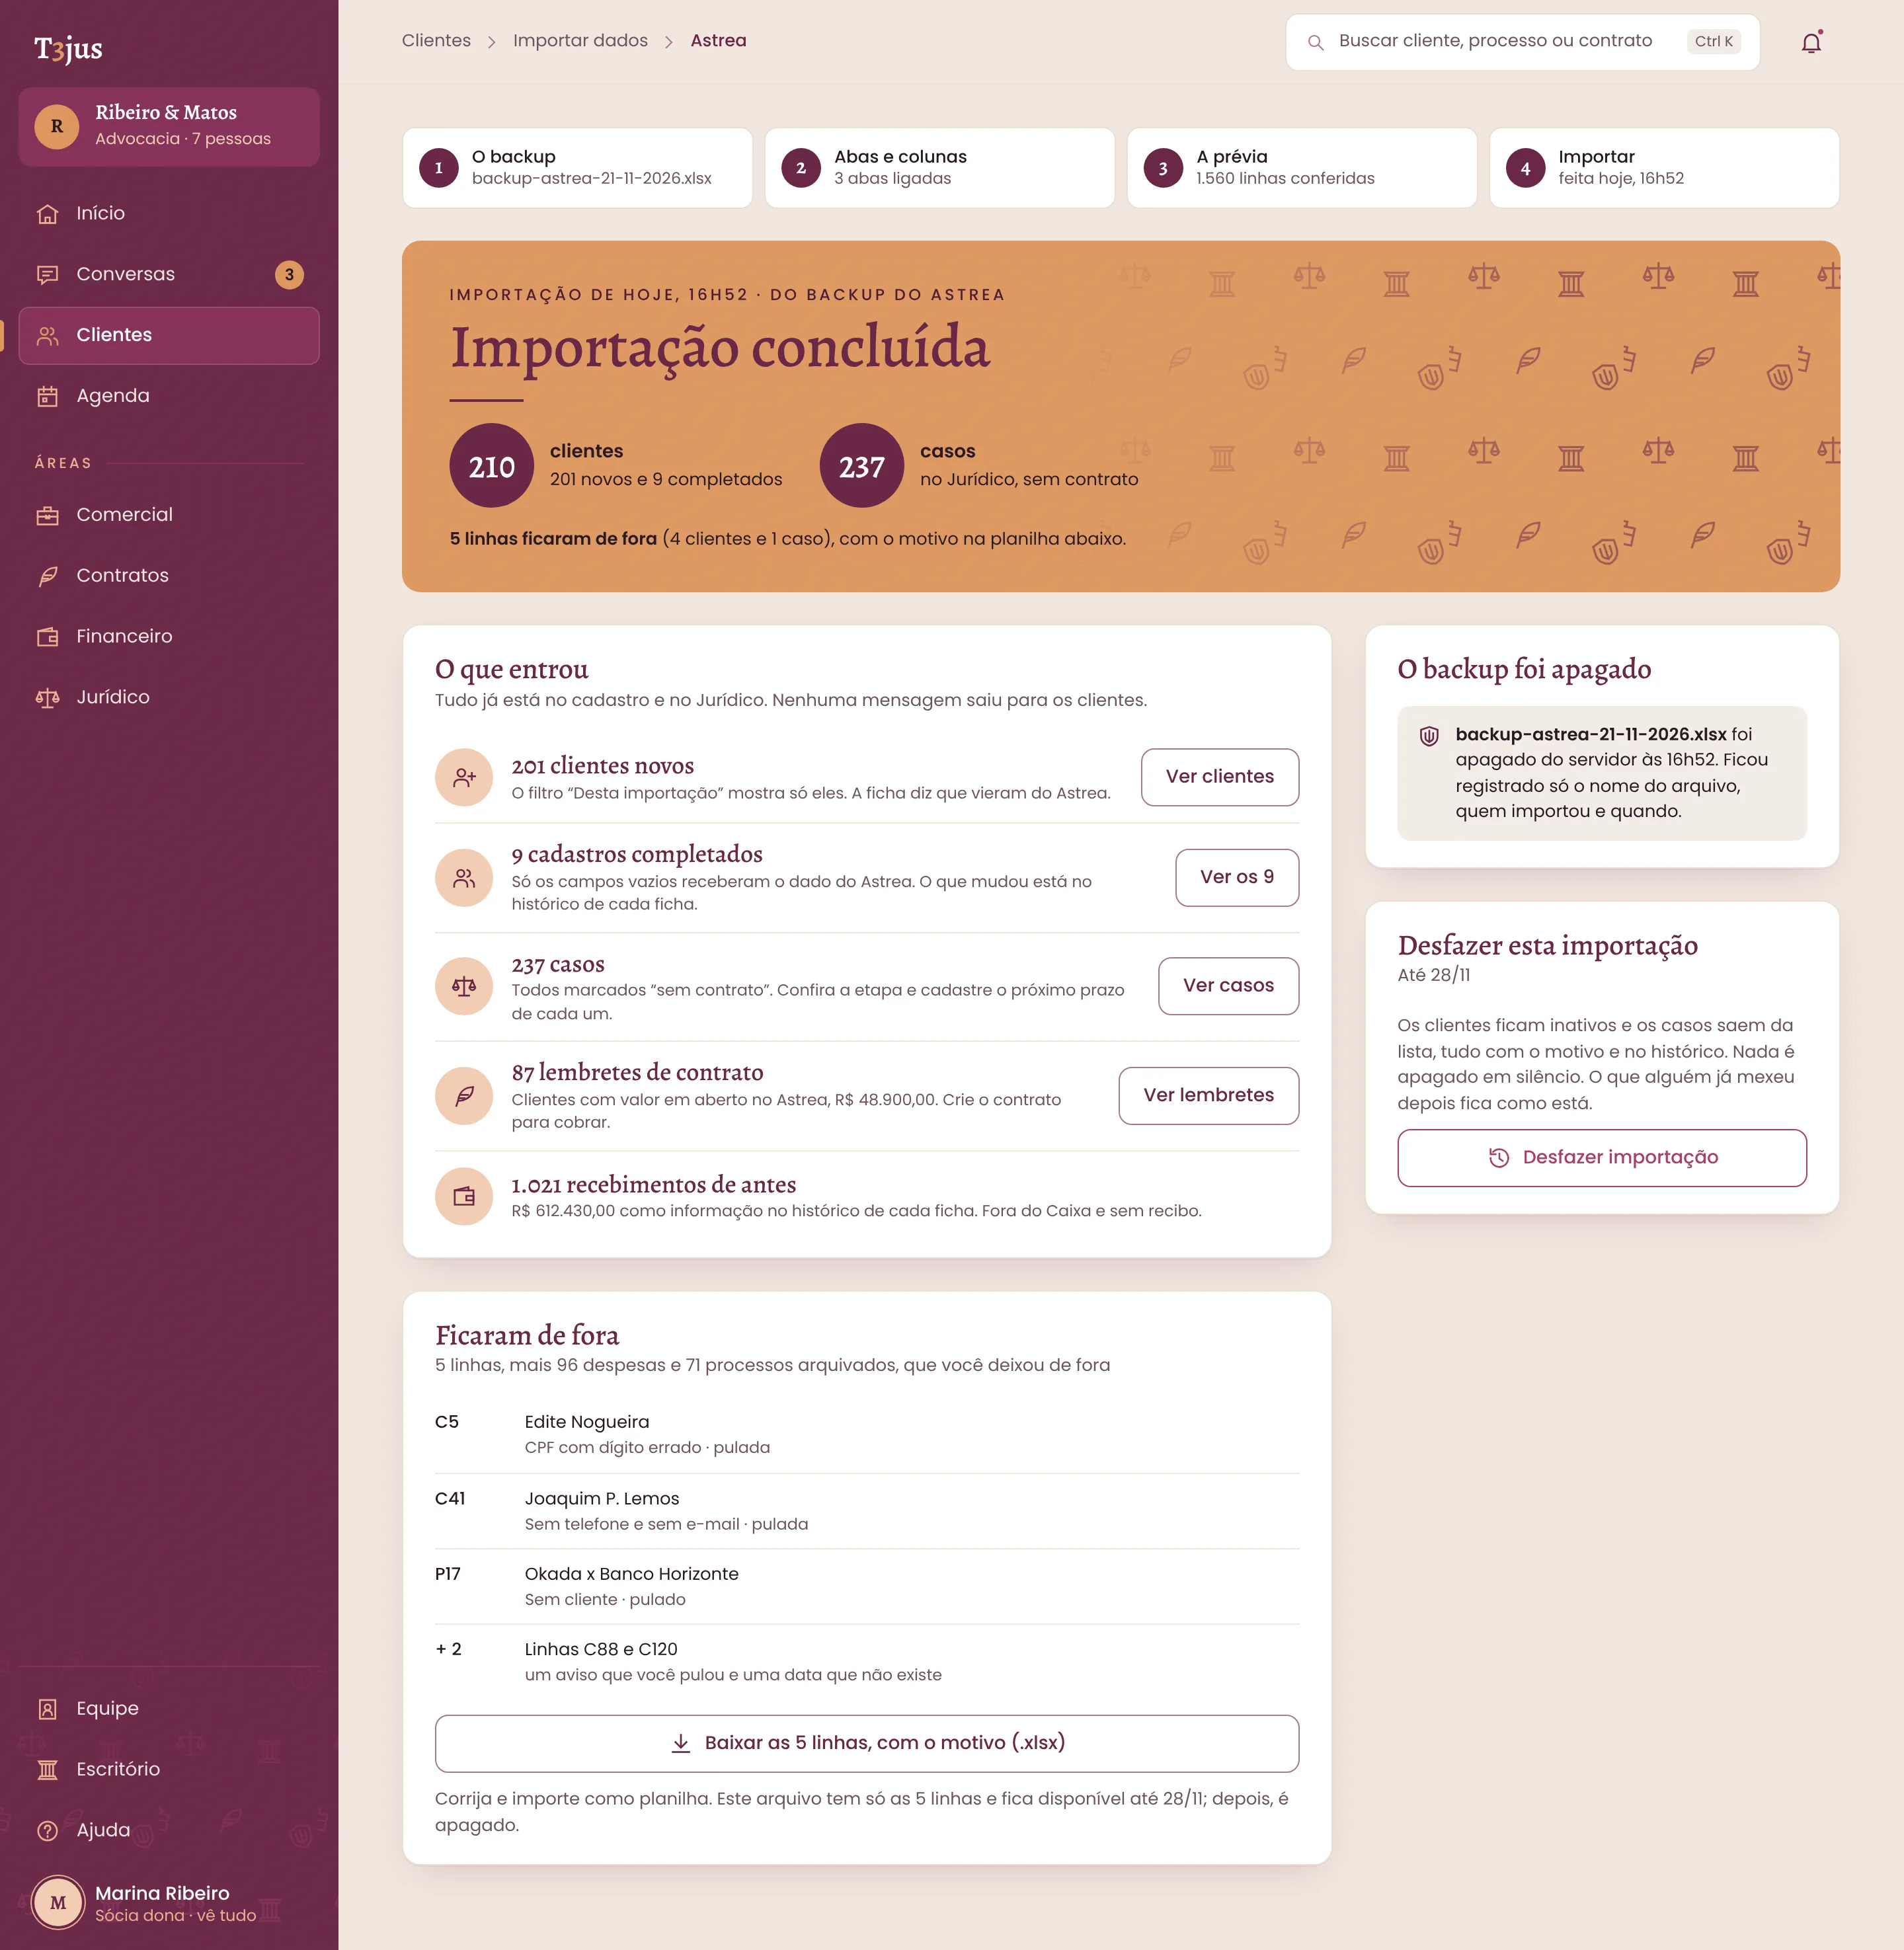 T3jus
R
Ribeiro & Matos
Advocacia · 7 pessoas
Início
Conversas
3
Clientes
Agenda
ÁREAS
Comercial
Contratos
Financeiro
Jurídico
Equipe
Escritório
Ajuda
M
Marina Ribeiro
Sócia dona · vê tudo
Clientes
Importar dados
Astrea
Buscar cliente, processo ou contrato
Ctrl K
1
O backup
backup-astrea-21-11-2026.xlsx
2
Abas e colunas
3 abas ligadas
3
A prévia
1.560 linhas conferidas
4
Importar
feita hoje, 16h52
IMPORTAÇÃO DE HOJE, 16H52 · DO BACKUP DO ASTREA
Importação concluída
210
clientes
201 novos e 9 completados
237
casos
no Jurídico, sem contrato
5 linhas ficaram de fora (4 clientes e 1 caso), com o motivo na planilha abaixo.
O que entrou
Tudo já está no cadastro e no Jurídico. Nenhuma mensagem saiu para os clientes.
201 clientes novos
O filtro “Desta importação” mostra só eles. A ficha diz que vieram do Astrea.
Ver clientes
9 cadastros completados
Só os campos vazios receberam o dado do Astrea. O que mudou está no
histórico de cada ficha.
Ver os 9
237 casos
Todos marcados “sem contrato”. Confira a etapa e cadastre o próximo prazo
de cada um.
Ver casos
87 lembretes de contrato
Clientes com valor em aberto no Astrea, R$ 48.900,00. Crie o contrato
para cobrar.
Ver lembretes
1.021 recebimentos de antes
R$ 612.430,00 como informação no histórico de cada ficha. Fora do Caixa e sem recibo.
O backup foi apagado
backup-astrea-21-11-2026.xlsx foi
apagado do servidor às 16h52. Ficou
registrado só o nome do arquivo,
quem importou e quando.
Desfazer esta importação
Até 28/11
Os clientes ficam inativos e os casos saem da
lista, tudo com o motivo e no histórico. Nada é
apagado em silêncio. O que alguém já mexeu
depois fica como está.
Desfazer importação
Ficaram de fora
5 linhas, mais 96 despesas e 71 processos arquivados, que você deixou de fora
C5
Edite Nogueira
CPF com dígito errado · pulada
C41
Joaquim P. Lemos
Sem telefone e sem e-mail · pulada
P17
Okada x Banco Horizonte
Sem cliente · pulado
+ 2
Linhas C88 e C120
um aviso que você pulou e uma data que não existe
Baixar as 5 linhas, com o motivo (.xlsx)
Corrija e importe como planilha. Este arquivo tem só as 5 linhas e fica disponível até 28/11; depois, é
apagado.